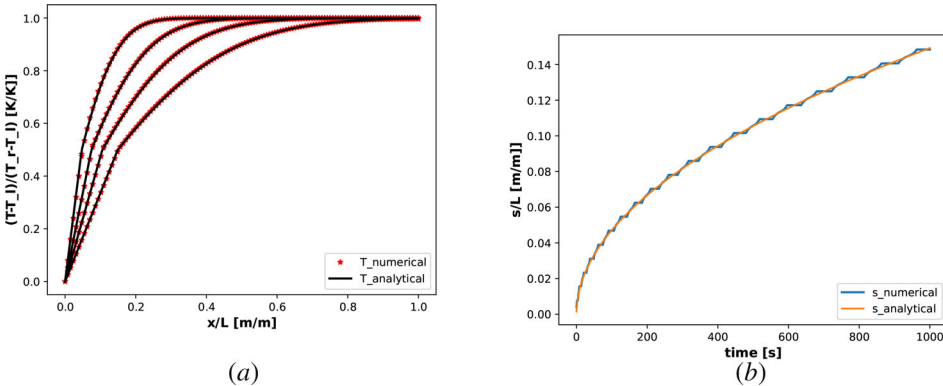 (T-T_l)/(T_r-T_l) [K/K]]
1.0
0.8
0.6
0.4
0.2
0.0
T_numerical
T_analytical
0.0 0.2 0.4 0.6 0.8 1.0
x/L [m/m]
(a)
s/L [m/m]]
0.14
0.12
0.10
0.08
0.06
0.04
0.02
0.00
s_numerical
s_analytical
0 200 400 600 800 1000
time [s]
(b)